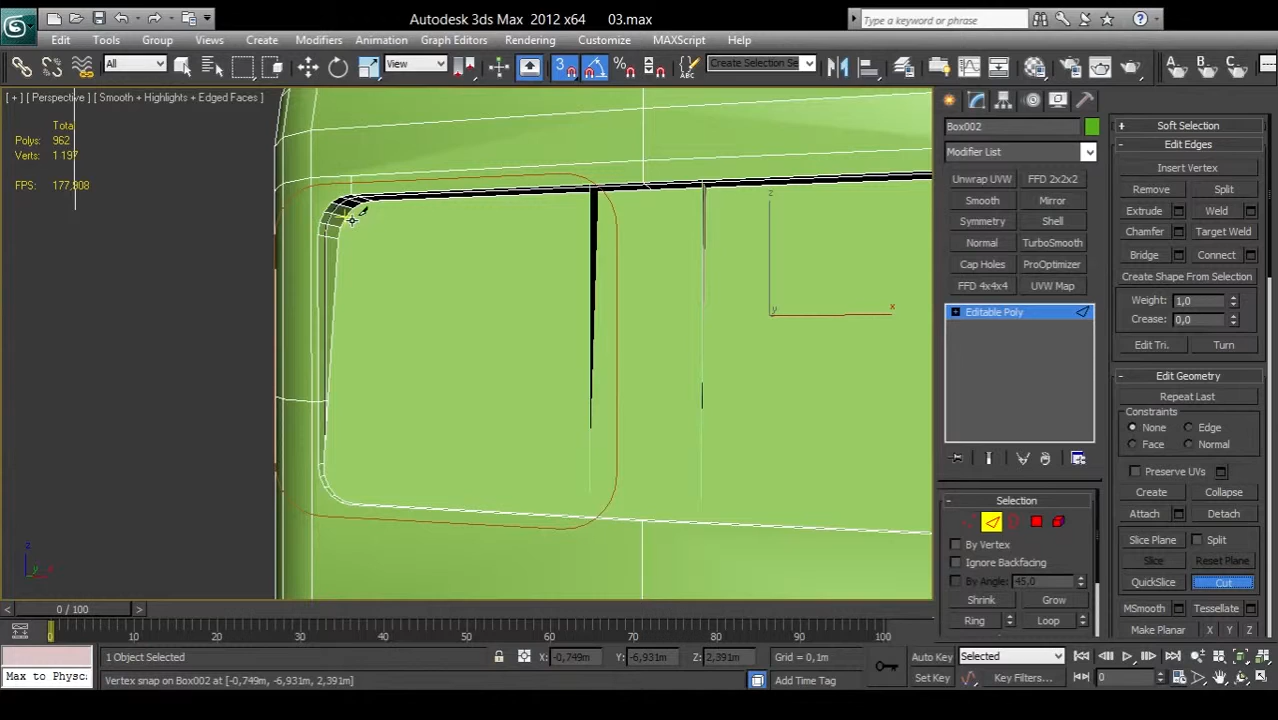 Autodesk 3ds Max 2012 x64 03.max
Type a keyword or phrase
Edit Tools Group Views Create Modifiers Animation Graph Editors Rendering Customize MAXScript Help
All View 3 Create Selection Se
[ + ] [ Perspective ] [ Smooth + Highlights + Edged Faces ]
Tota
Polys: 962
Verts: 1 197
FPS: 177,908
z
x
y
z
y x
Box002
Modifier List
Unwrap UVW FFD 2x2x2
Smooth Mirror
Symmetry Shell
Normal TurboSmooth
Cap Holes ProOptimizer
FFD 4x4x4 UVW Map
Editable Poly
Selection
By Vertex
Ignore Backfacing
By Angle: 45,0
Shrink Grow
Ring Loop
Soft Selection
Edit Edges
Insert Vertex
Remove Split
Extrude Weld
Chamfer Target Weld
Bridge Connect
Create Shape From Selection
Weight: 1,0
Crease: 0,0
Edit Tri. Turn
Edit Geometry
Repeat Last
Constraints
None Edge
Face Normal
Preserve UVs
Create Collapse
Attach Detach
Slice Plane Split
Slice Reset Plane
QuickSlice Cut
MSmooth Tessellate
Make Planar X Y Z
0 / 100
0 10 20 30 40 50 60 70 80 90 100
1 Object Selected X: -0,749m Y: -6,931m Z: 2,391m Grid = 0,1m Auto Key Selected
Max to Physc Vertex snap on Box002 at [-0,749m, -6,931m, 2,391m] Add Time Tag Set Key Key Filters... 0